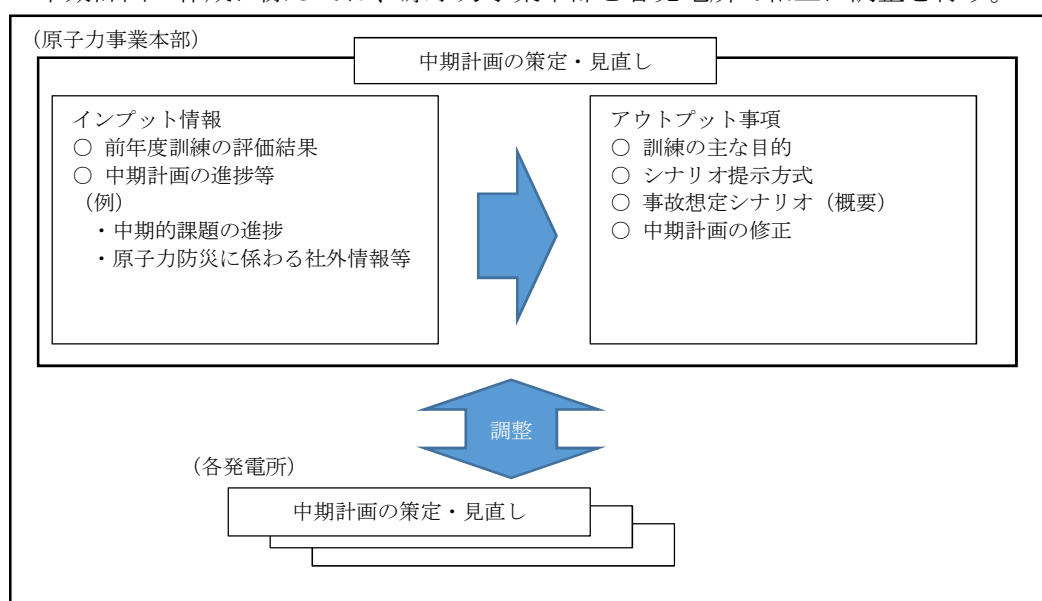 (原子力事業本部)
中期計画の策定・見直し
インプット情報
○ 前年度訓練の評価結果
○ 中期計画の進捗等
(例)
・中期的課題の進捗
・原子力防災に係わる社外情報等
アウトプット事項
○ 訓練の主な目的
○ シナリオ提示方式
○ 事故想定シナリオ(概要)
○ 中期計画の修正
調整
(各発電所)
中期計画の策定・見直し